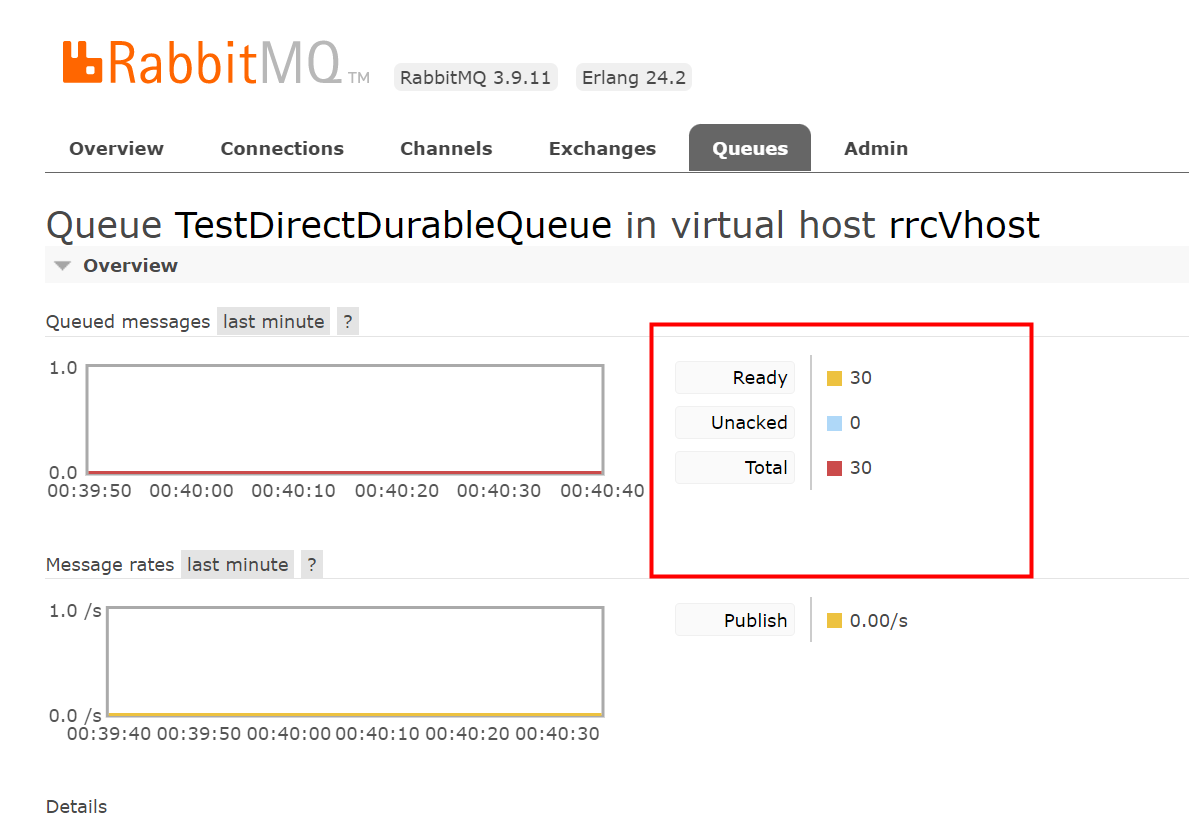 RabbitMQ TM RabbitMQ 3.9.11 Erlang 24.2
Overview Connections Channels Exchanges Queues Admin
Queue TestDirectDurableQueue in virtual host rrcVhost
Overview
Queued messages last minute ?
1.0
0.0
00:39:50 00:40:00 00:40:10 00:40:20 00:40:30 00:40:40
Ready 30
Unacked 0
Total 30
Message rates last minute ?
1.0 /s
0.0 /s
00:39:40 00:39:50 00:40:00 00:40:10 00:40:20 00:40:30
Publish 0.00/s
Details